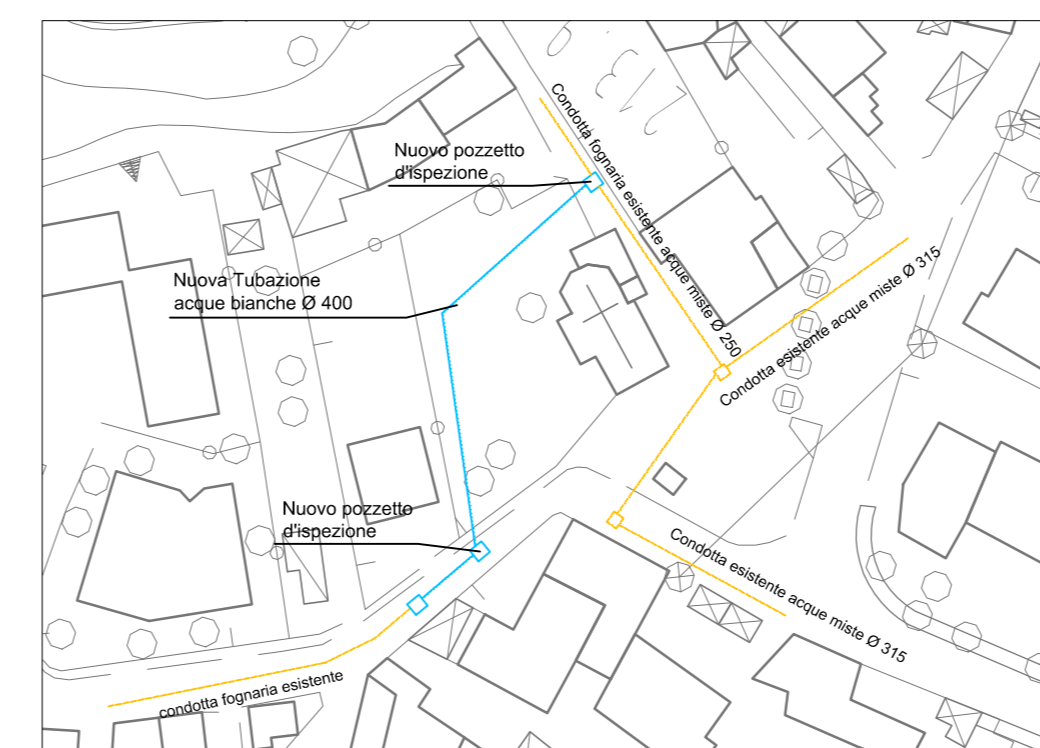 Nuovo pozzetto
d'ispezione
Condotta fognaria esistente acque miste Ø 250
Nuova Tubazione
acque bianche Ø 400
Condotta esistente acque miste Ø 315
Nuovo pozzetto
d'ispezione
Condotta esistente acque miste Ø 315
condotta fognaria esistente